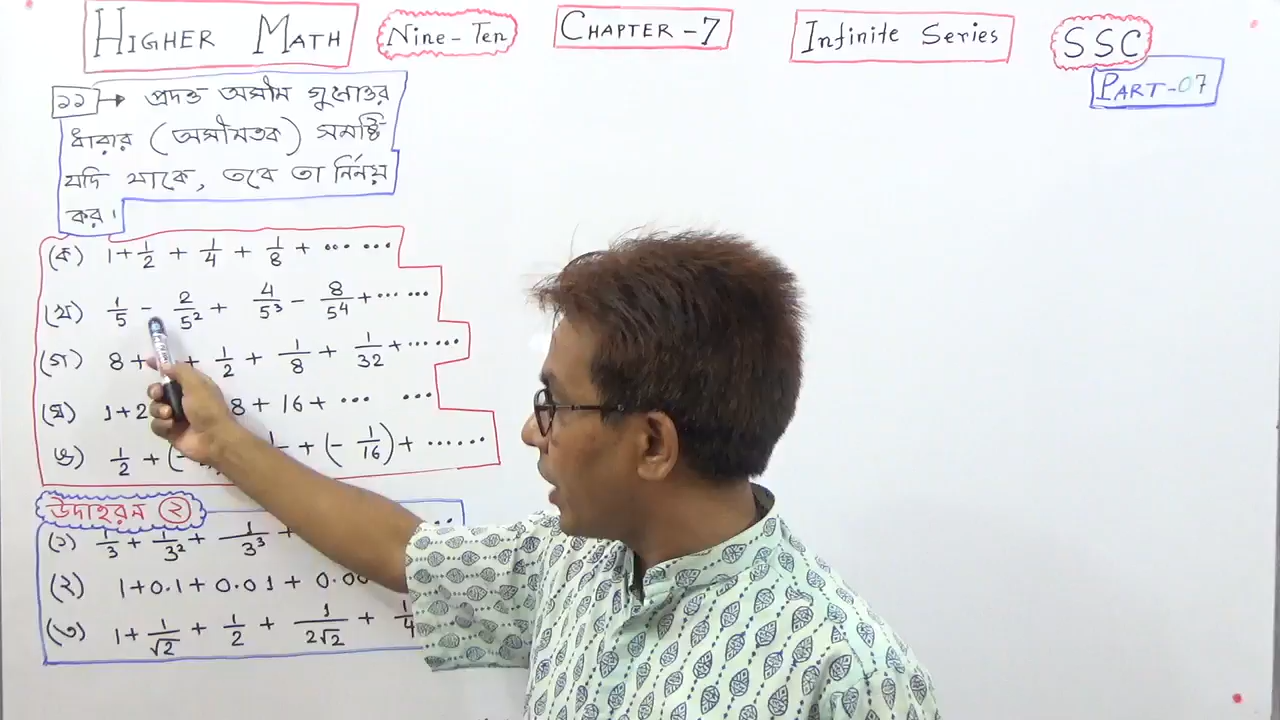 HIGHER MATH
Nine-Ten
CHAPTER-7
Infinite Series
SSC
PART-07
১১ → প্রদত্ত অসীম গুণোত্তর
ধারার (অসীমতক) সমষ্টি
যদি থাকে, তবে তা নির্নয়
কর।
(ক) 1 + 1/2 + 1/4 + 1/8 + ... ...
(খ) 1/5 - 2/5² + 4/5³ - 8/5⁴ + ... ...
(গ) 8 + + 1/2 + 1/8 + 1/32 + ... ...
(ঘ) 1 + 2 8 + 16 + ... ...
(ঙ) 1/2 + (- + (- 1/16) + ... ...
উদাহরন ২
(১) 1/3 + 1/3² + 1/3³ +
(২) 1 + 0.1 + 0.01 + 0.00
(৩) 1 + 1/√2 + 1/2 + 1/2√2 + 1/4